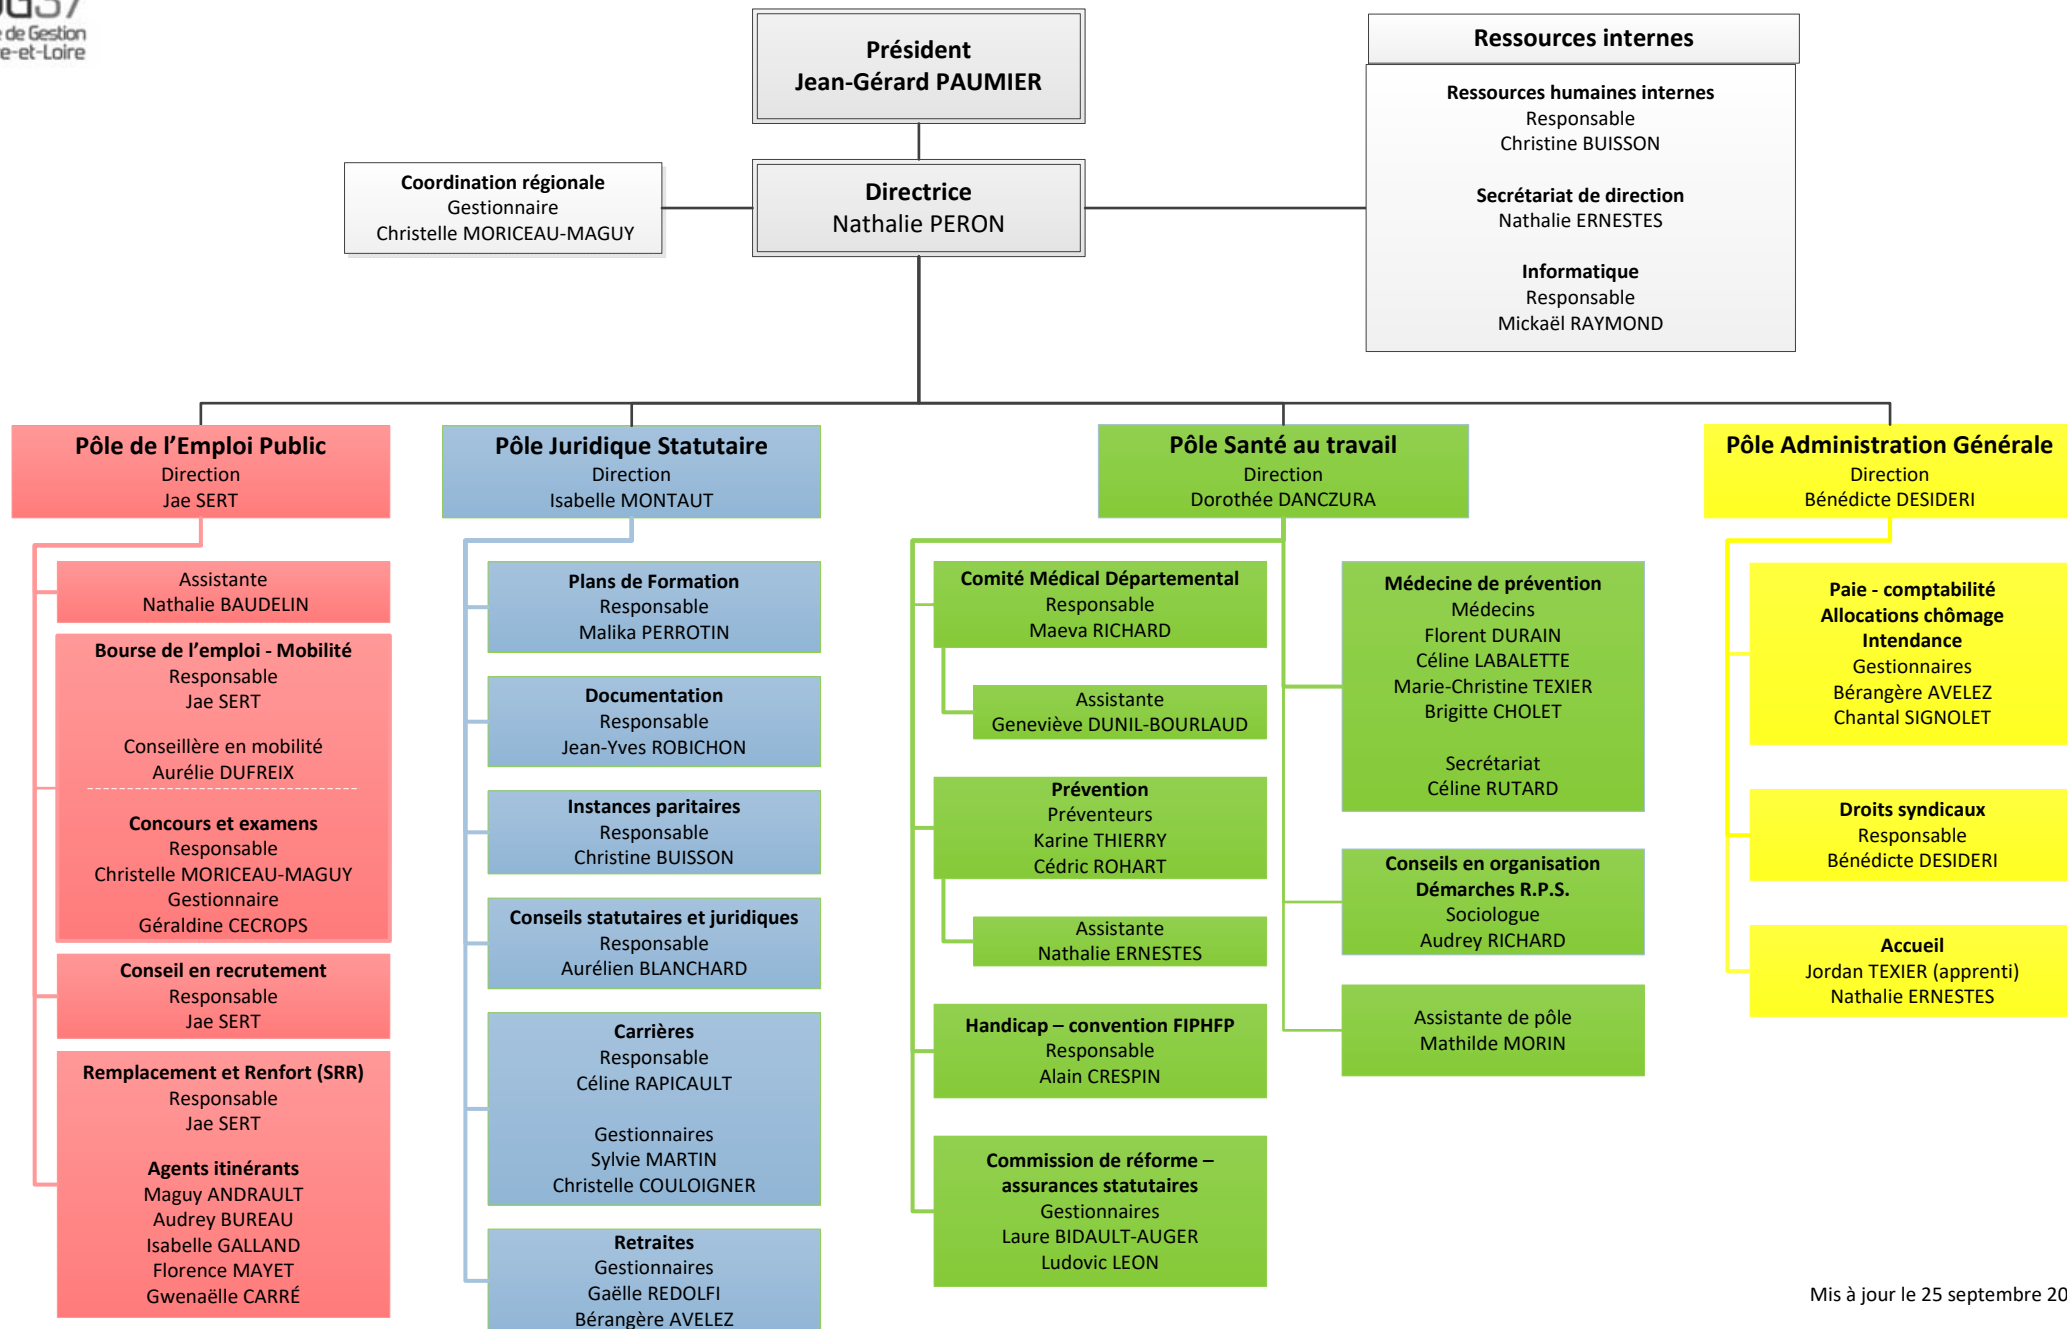 de Gestion
e-et-Loire
Président
Jean-Gérard PAUMIER
Ressources internes
Ressources humaines internes
Responsable
Christine BUISSON
Secrétariat de direction
Nathalie ERNESTES
Informatique
Responsable
Mickaël RAYMOND
Coordination régionale
Gestionnaire
Christelle MORICEAU-MAGUY
Directrice
Nathalie PERON
Pôle de l’Emploi Public
Direction
Jae SERT
Assistante
Nathalie BAUDELIN
Bourse de l’emploi - Mobilité
Responsable
Jae SERT
Conseillère en mobilité
Aurélie DUFREIX
Concours et examens
Responsable
Christelle MORICEAU-MAGUY
Gestionnaire
Géraldine CECROPS
Conseil en recrutement
Responsable
Jae SERT
Remplacement et Renfort (SRR)
Responsable
Jae SERT
Agents itinérants
Maguy ANDRAULT
Audrey BUREAU
Isabelle GALLAND
Florence MAYET
Gwenaëlle CARRÉ
Pôle Juridique Statutaire
Direction
Isabelle MONTAUT
Plans de Formation
Responsable
Malika PERROTIN
Documentation
Responsable
Jean-Yves ROBICHON
Instances paritaires
Responsable
Christine BUISSON
Conseils statutaires et juridiques
Responsable
Aurélien BLANCHARD
Carrières
Responsable
Céline RAPICAULT
Gestionnaires
Sylvie MARTIN
Christelle COULOIGNER
Retraites
Gestionnaires
Gaëlle REDOLFI
Bérangère AVELEZ
Pôle Santé au travail
Direction
Dorothée DANCZURA
Comité Médical Départemental
Responsable
Maeva RICHARD
Assistante
Geneviève DUNIL-BOURLAUD
Prévention
Préventeurs
Karine THIERRY
Cédric ROHART
Assistante
Nathalie ERNESTES
Handicap – convention FIPHFP
Responsable
Alain CRESPIN
Commission de réforme –
assurances statutaires
Gestionnaires
Laure BIDAULT-AUGER
Ludovic LEON
Médecine de prévention
Médecins
Florent DURAIN
Céline LABALETTE
Marie-Christine TEXIER
Brigitte CHOLET
Secrétariat
Céline RUTARD
Conseils en organisation
Démarches R.P.S.
Sociologue
Audrey RICHARD
Assistante de pôle
Mathilde MORIN
Pôle Administration Générale
Direction
Bénédicte DESIDERI
Paie - comptabilité
Allocations chômage
Intendance
Gestionnaires
Bérangère AVELEZ
Chantal SIGNOLET
Droits syndicaux
Responsable
Bénédicte DESIDERI
Accueil
Jordan TEXIER (apprenti)
Nathalie ERNESTES
Mis à jour le 25 septembre 20